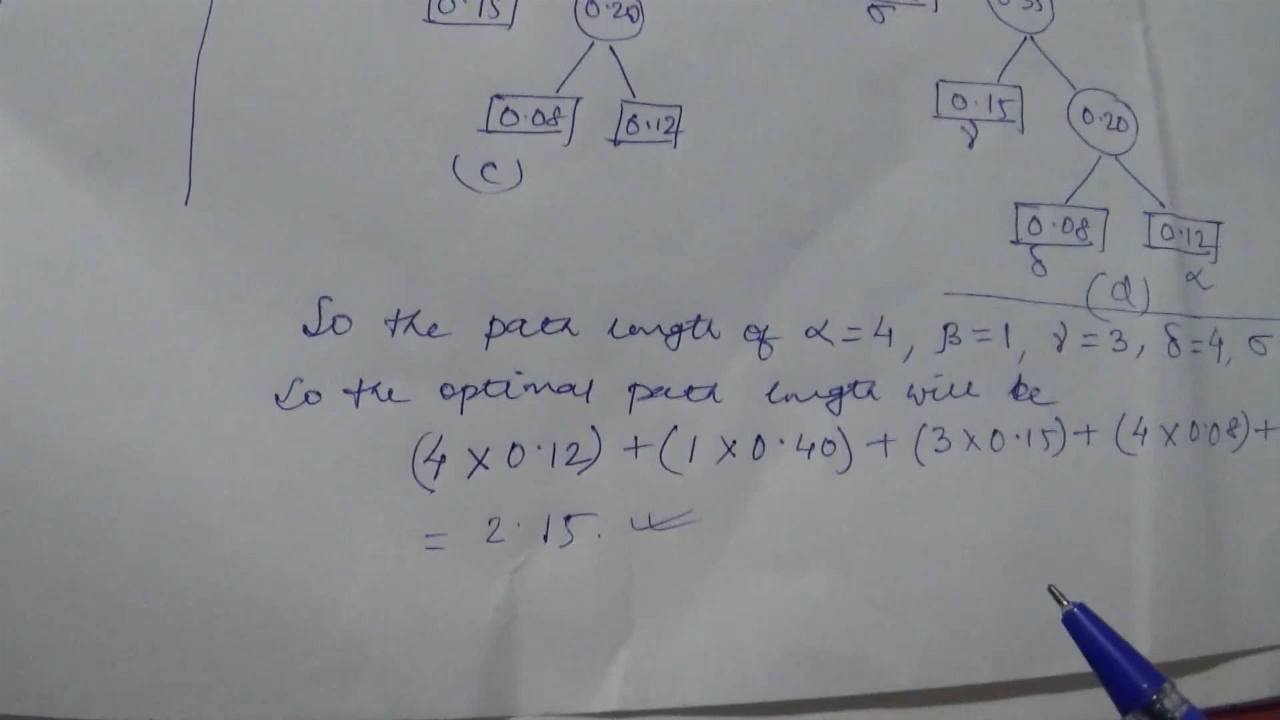 0.15 0.20 σ 0.35
0.08 0.12 0.15 0.20
γ
(c)
0.08 0.12
δ α
(d)
So the path length of α = 4, β = 1, γ = 3, δ = 4, σ
So the optimal path length will be
(4 × 0.12) + (1 × 0.40) + (3 × 0.15) + (4 × 0.08) +
= 2.15.